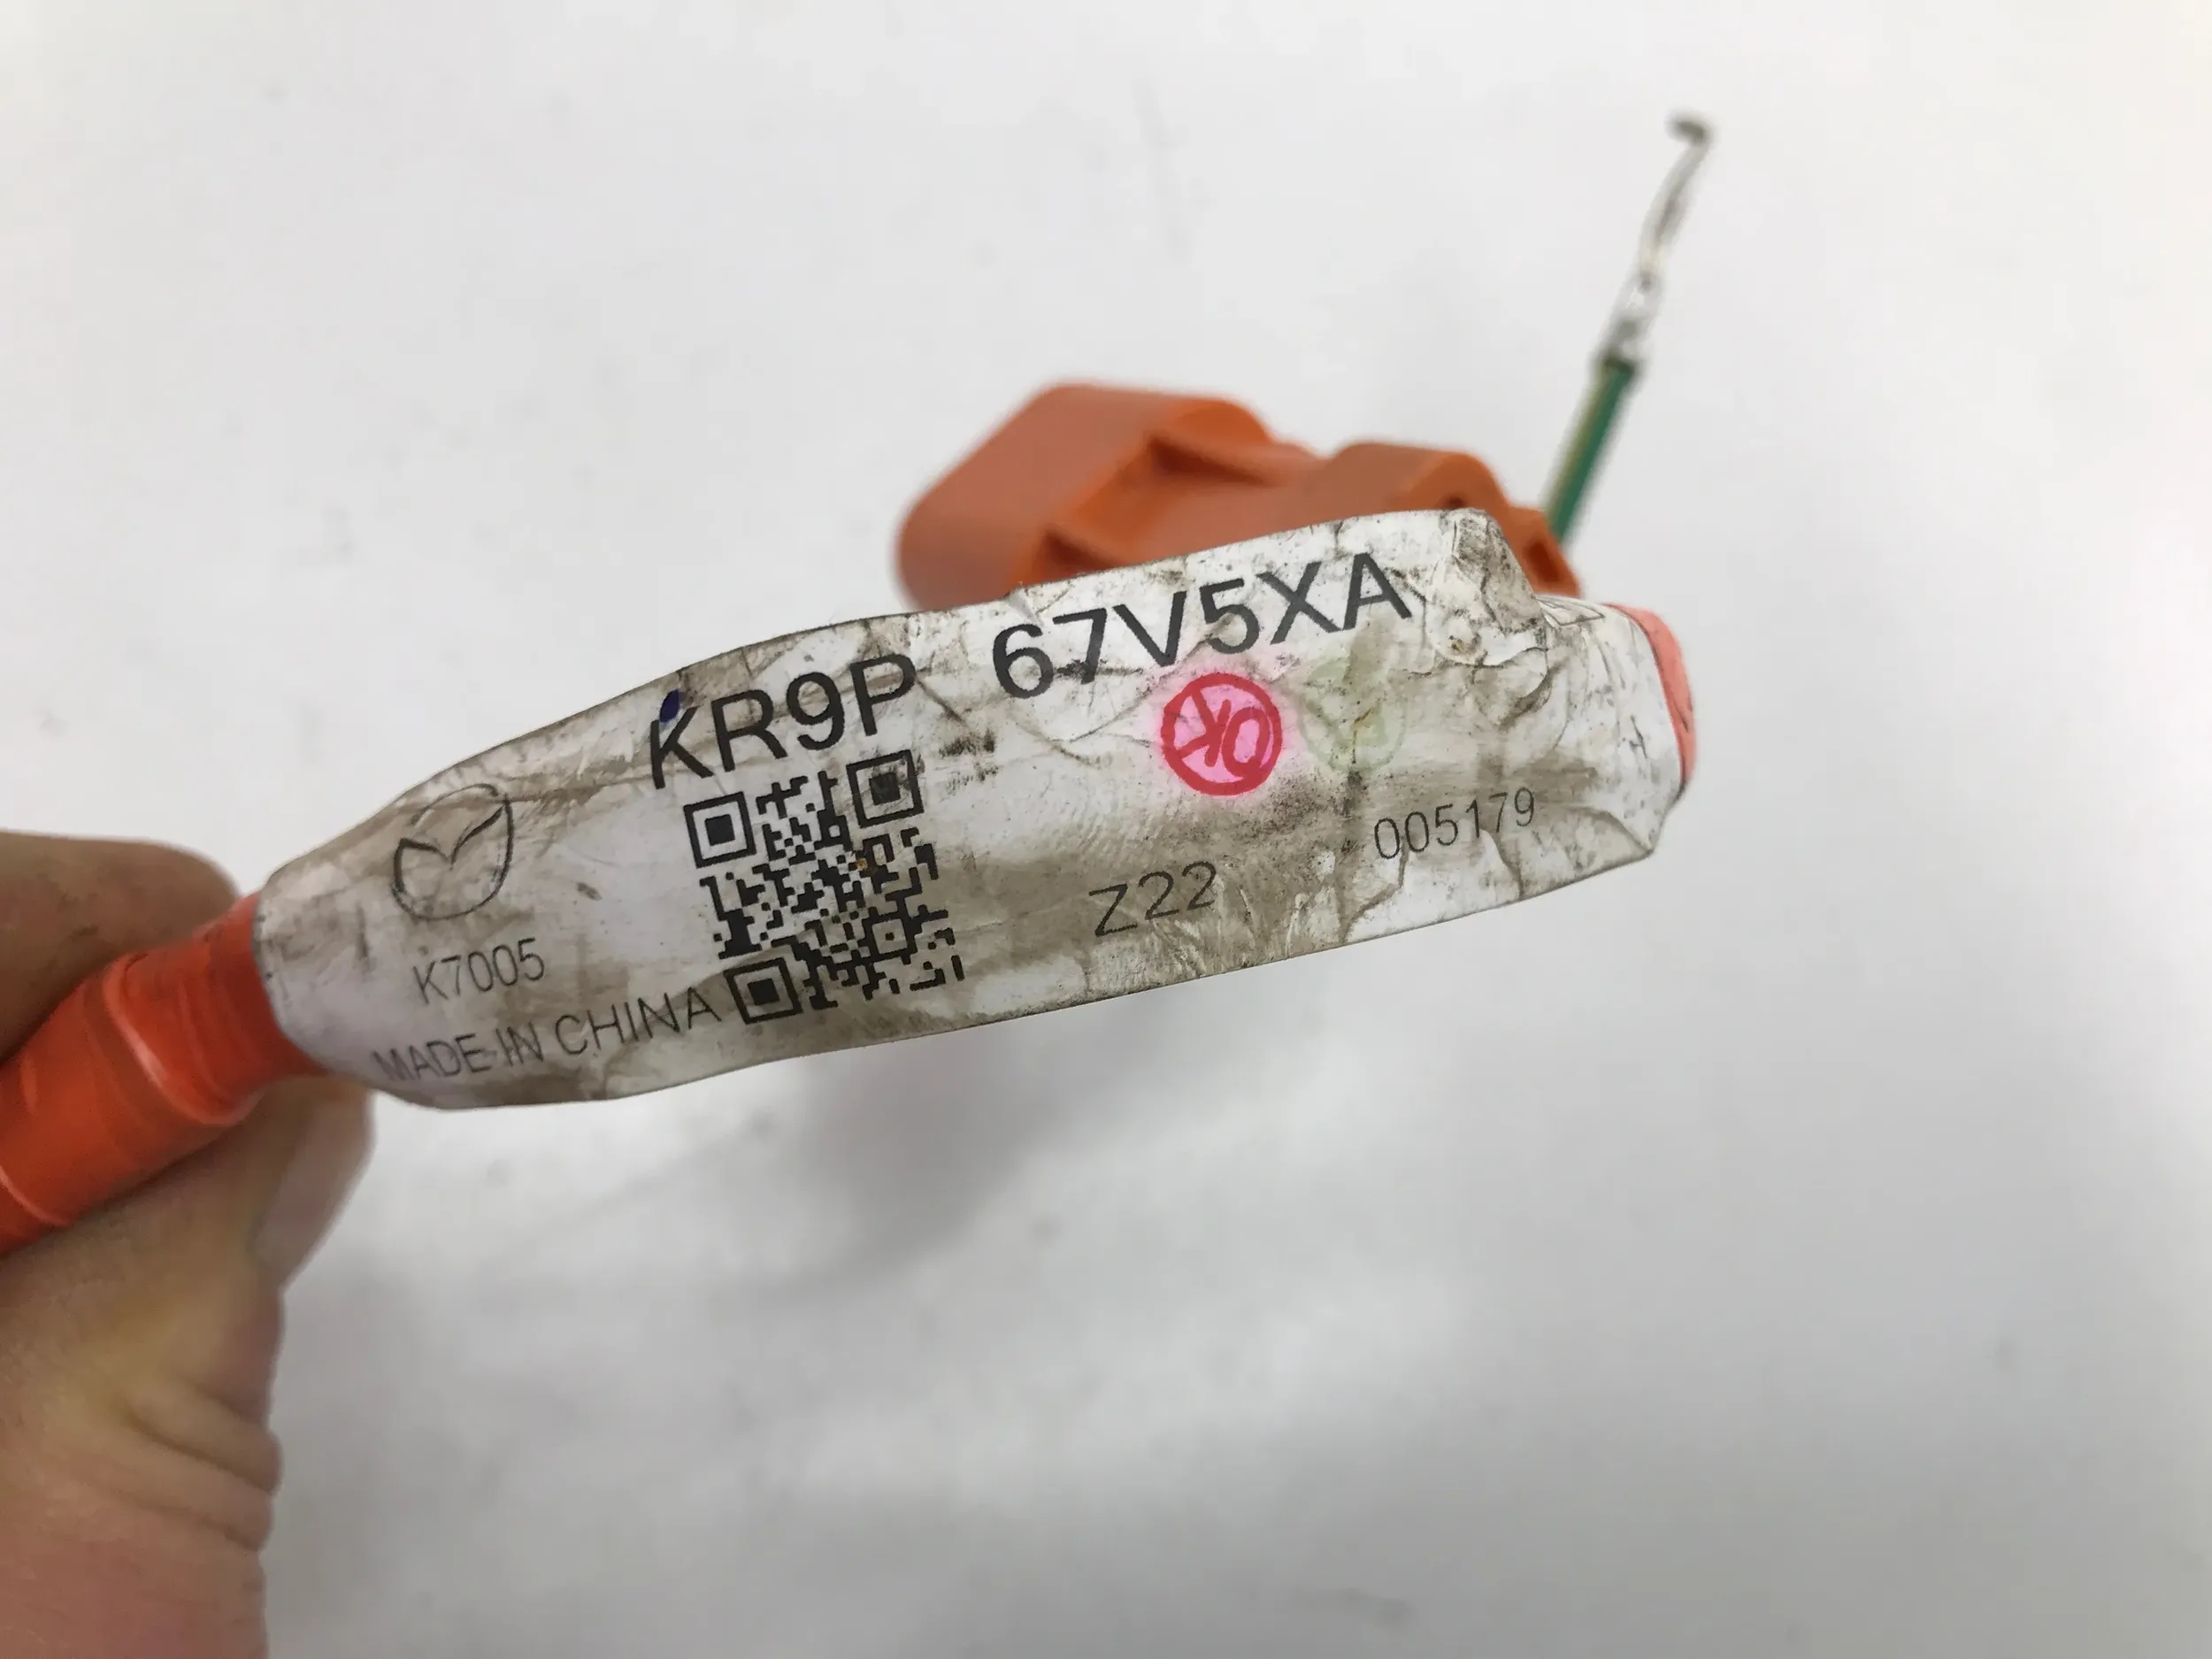 KR9P 67V5XA
OK
Z22 005179
K7005
MADE IN CHINA